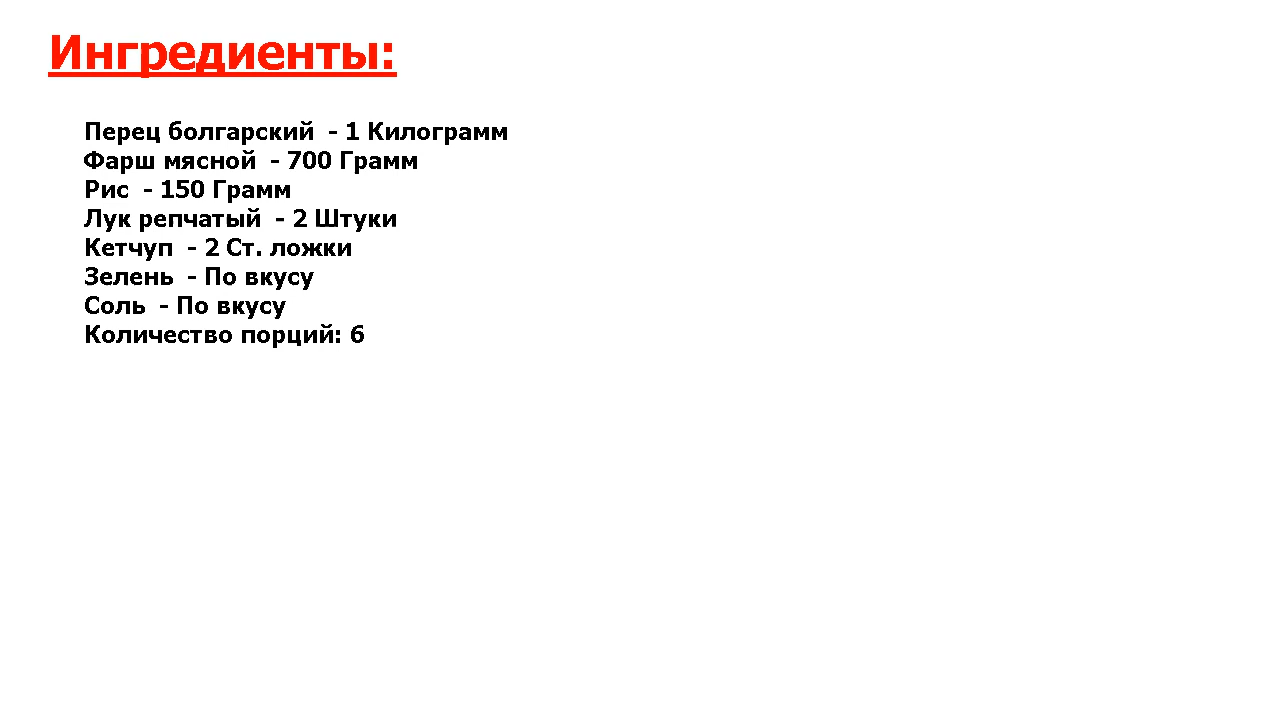 Ингредиенты:
Перец болгарский  - 1 Килограмм
Фарш мясной  - 700 Грамм
Рис  - 150 Грамм
Лук репчатый  - 2 Штуки
Кетчуп  - 2 Ст. ложки
Зелень  - По вкусу
Соль  - По вкусу
Количество порций: 6